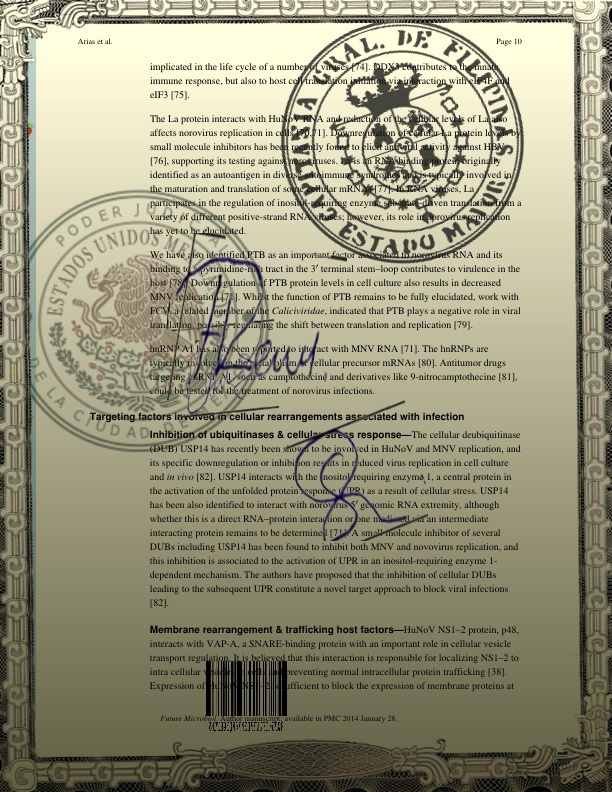 Arias et al.
Page 10
implicated in the life cycle of a number of viruses [74]. DDX3 contributes to the innate
immune response, but also to host cell translation initiation via interaction with eIF4F and
eIF3 [75].
The La protein interacts with HuNoV RNA and reduction of the cellular levels of La also
affects norovirus replication in cells [70,71]. Downregulation of cellular La protein levels by
small molecule inhibitors has been recently found to elicit antiviral activity against HBV
[76], supporting its testing against noroviruses. La is an RNA-binding protein originally
identified as an autoantigen in diverse autoimmune syndromes and is typically involved in
the maturation and translation of some cellular mRNAs [77]. In RNA viruses, La
participates in the regulation of inositol-requiring enzyme translation from a
variety of different positive-strand RNA viruses; however, its role in norovirus replication
has yet to be elucidated.
We have also identified PTB as an important factor associated to norovirus RNA and its
binding to a pyrimidine-rich tract in the 3′ terminal stem–loop contributes to virulence in the
host [78]. Downregulation of PTB protein levels in cell culture also results in decreased
MNV replication [71]. Whilst the function of PTB remains to be fully elucidated, work with
FCV, a related member of the Caliciviridae, indicated that PTB plays a negative role in viral
translation, possibly regulating the shift between translation and replication [79].
hnRNP A1 has also been reported to interact with MNV RNA [71]. The hnRNPs are
typically involved in the metabolism of cellular precursor mRNAs [80]. Antitumor drugs
targeting hnRNP A1, such as camptothecin and derivatives like 9-nitrocamptothecine [81],
could be tested for the treatment of norovirus infections.
Targeting factors involved in cellular rearrangements associated with infection
Inhibition of ubiquitinases & cellular stress response—The cellular deubiquitinase
(DUB) USP14 has recently been shown to be involved in HuNoV and MNV replication, and
its specific downregulation or inhibition results in reduced virus replication in cell culture
and in vivo [82]. USP14 interacts with the inositol-requiring enzyme 1, a central protein in
the activation of the unfolded protein response (UPR) as a result of cellular stress. USP14
has been also identified to interact with norovirus 5′ genomic RNA extremity, although
whether this is a direct RNA–protein interaction or one mediated via an intermediate
interacting protein remains to be determined [71]. A small molecule inhibitor of several
DUBs including USP14 has been found to inhibit both MNV and novovirus replication, and
this inhibition is associated to the activation of UPR in an inositol-requiring enzyme 1-
dependent mechanism. The authors have proposed that the inhibition of cellular DUBs
leading to the subsequent UPR constitute a novel target approach to block viral infections
[82].
Membrane rearrangement & trafficking host factors—HuNoV NS1–2 protein, p48,
interacts with VAP-A, a SNARE-binding protein with an important role in cellular vesicle
transport regulation. It is believed that this interaction is responsible for localizing NS1–2 to
intra cellular vesicles in cells and preventing normal intracellular protein trafficking [38].
Expression of HuNoV NS1–2 is sufficient to block the expression of membrane proteins at
Future Microbiol. Author manuscript; available in PMC 2014 January 28.
ESTADO MAYOR
GRAL. DE FILIPINAS
PODER
ESTADOS UNIDOS MEXICANOS
DE LA CIUDAD